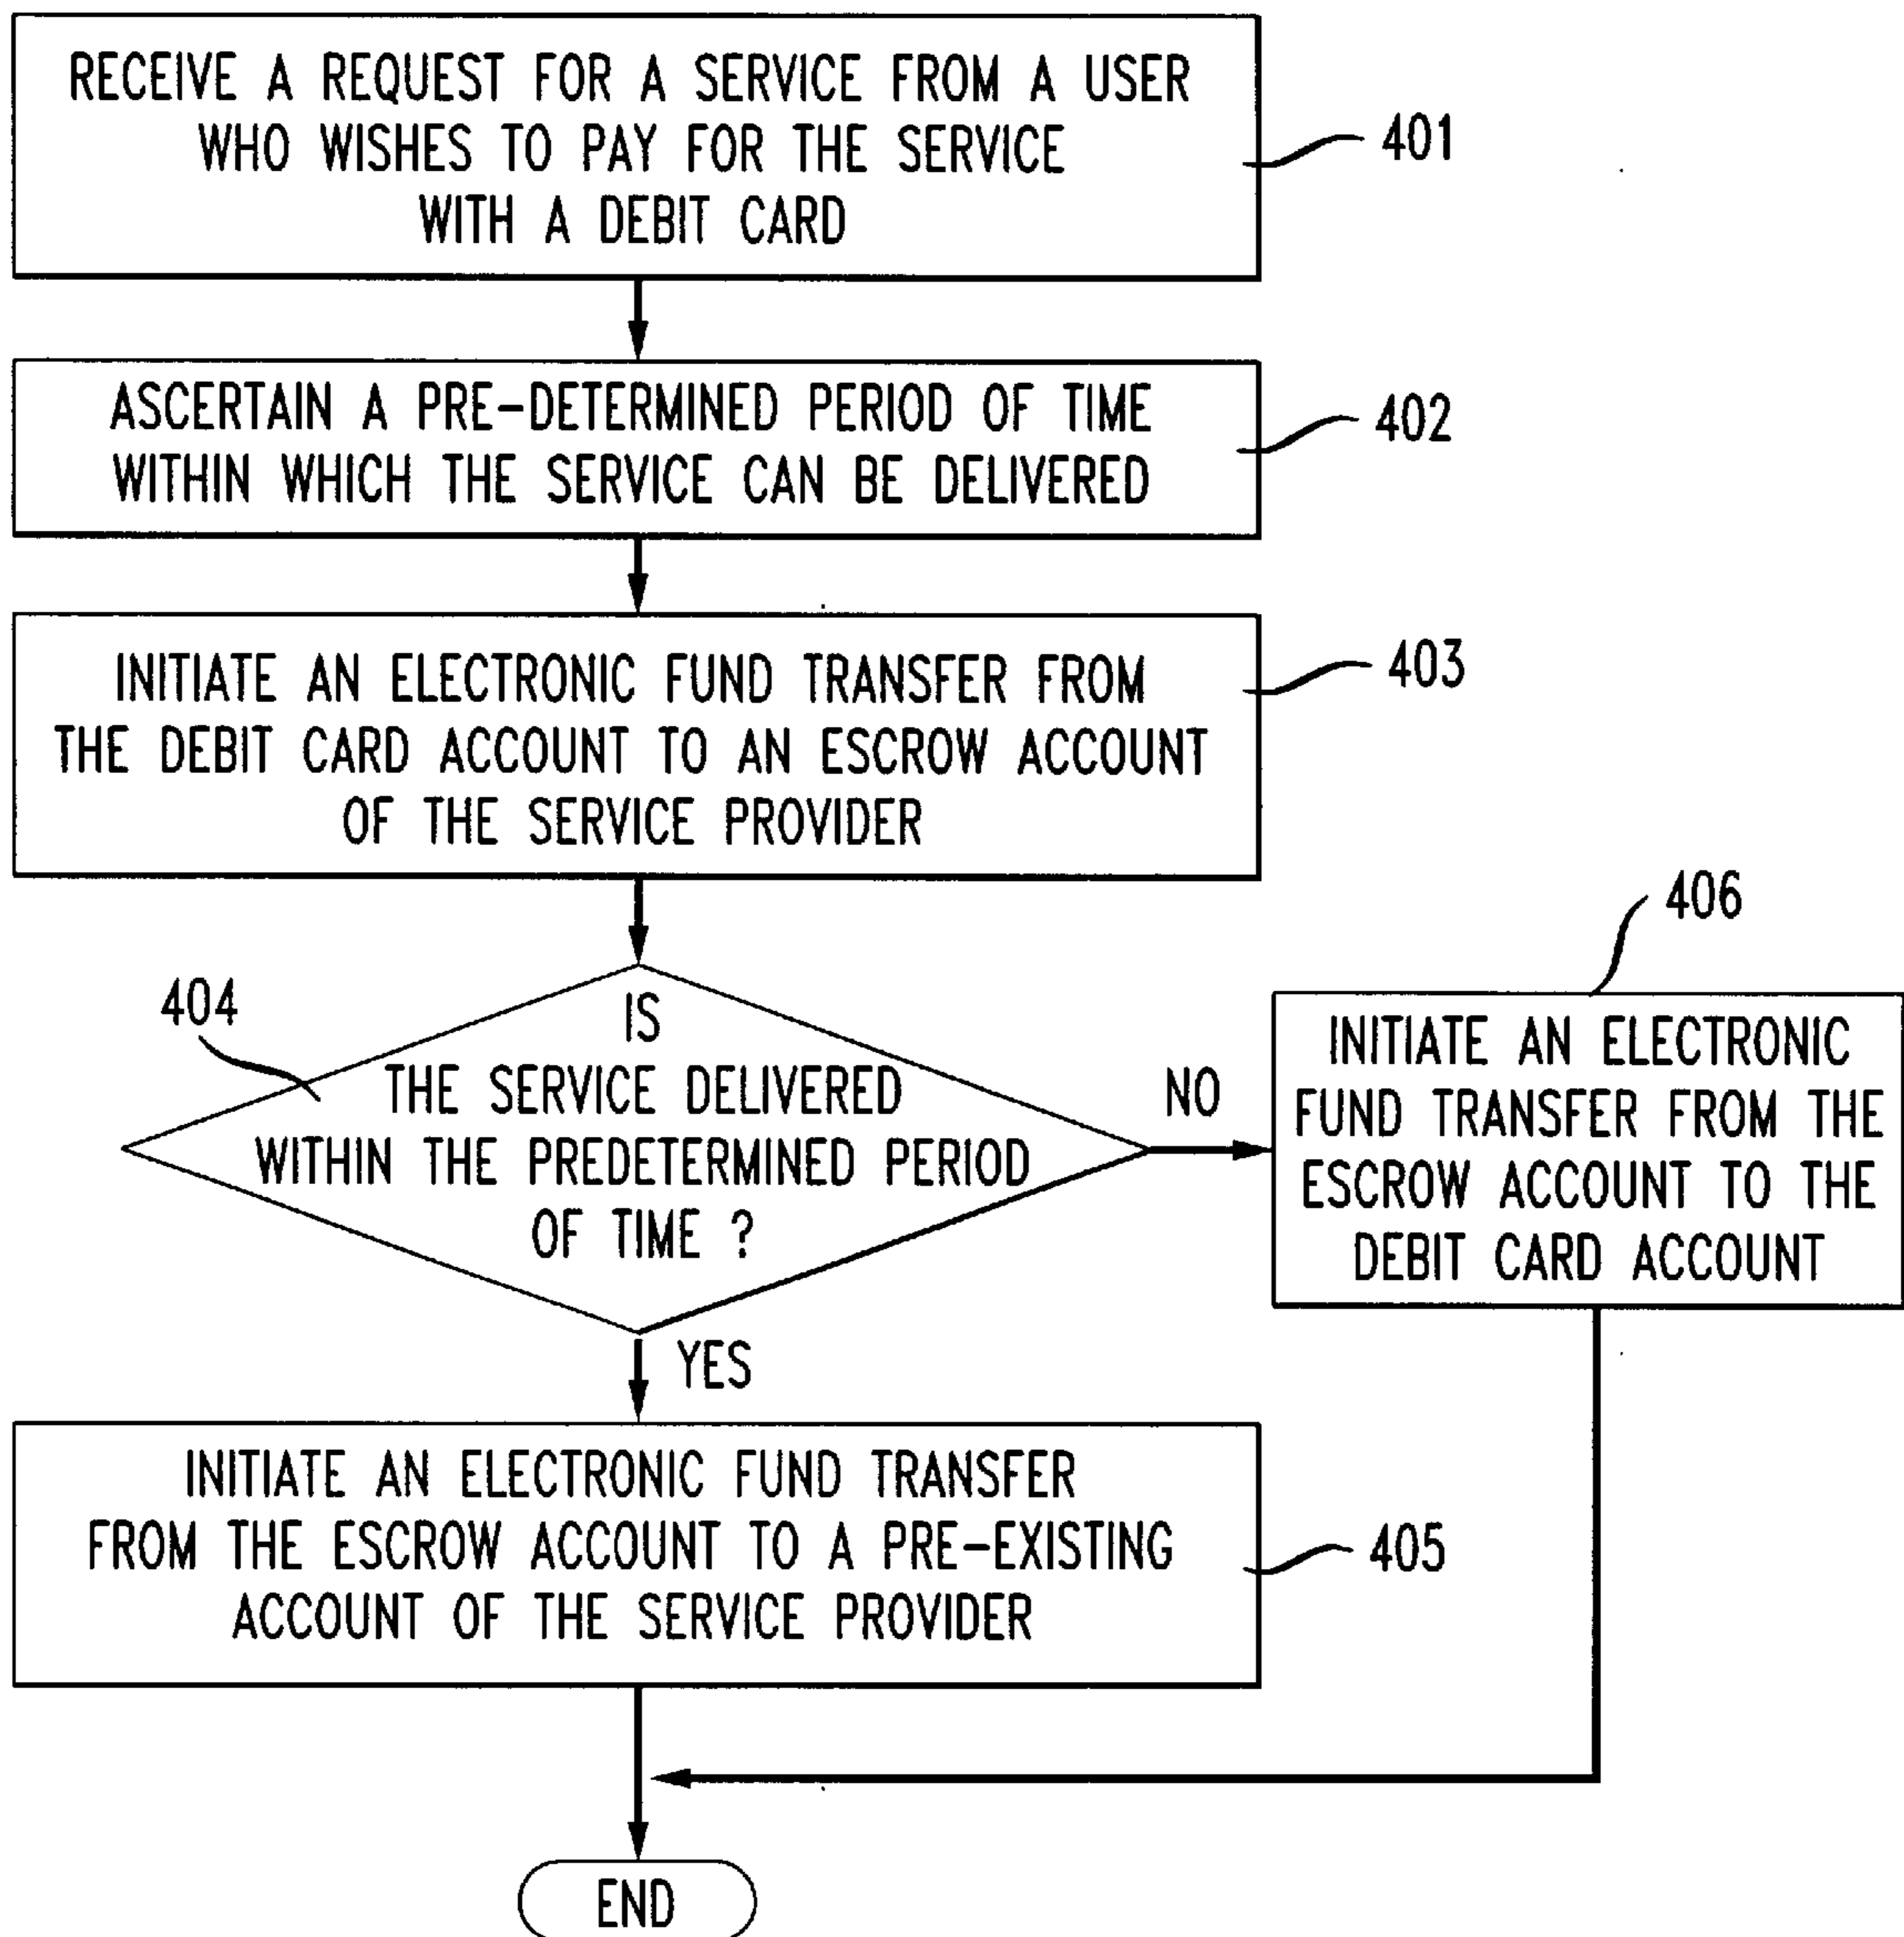 RECEIVE A REQUEST FOR A SERVICE FROM A USER
WHO WISHES TO PAY FOR THE SERVICE
WITH A DEBIT CARD
401
ASCERTAIN A PRE-DETERMINED PERIOD OF TIME
WITHIN WHICH THE SERVICE CAN BE DELIVERED
402
INITIATE AN ELECTRONIC FUND TRANSFER FROM
THE DEBIT CARD ACCOUNT TO AN ESCROW ACCOUNT
OF THE SERVICE PROVIDER
403
404
IS
THE SERVICE DELIVERED
WITHIN THE PREDETERMINED PERIOD
OF TIME ?
NO
406
INITIATE AN ELECTRONIC
FUND TRANSFER FROM THE
ESCROW ACCOUNT TO THE
DEBIT CARD ACCOUNT
YES
INITIATE AN ELECTRONIC FUND TRANSFER
FROM THE ESCROW ACCOUNT TO A PRE-EXISTING
ACCOUNT OF THE SERVICE PROVIDER
405
END